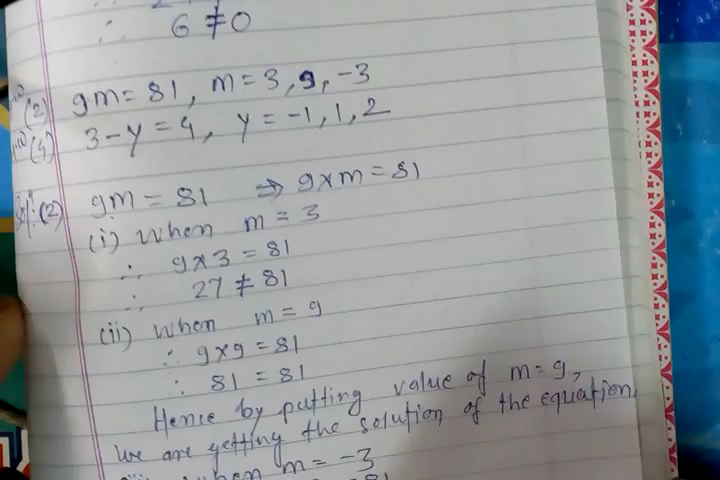 ∴ 6 ≠ 0
(2) 9m = 81, m = 3, 9, -3
(4) 3 - y = 4, y = -1, 1, 2
(2) 9m = 81 ⇒ 9 × m = 81
(i) When m = 3
∴ 9 × 3 = 81
∴ 27 ≠ 81
(ii) when m = 9
∴ 9 × 9 = 81
∴ 81 = 81
Hence by putting value of m = 9,
we are getting the solution of the equation.
when m = -3